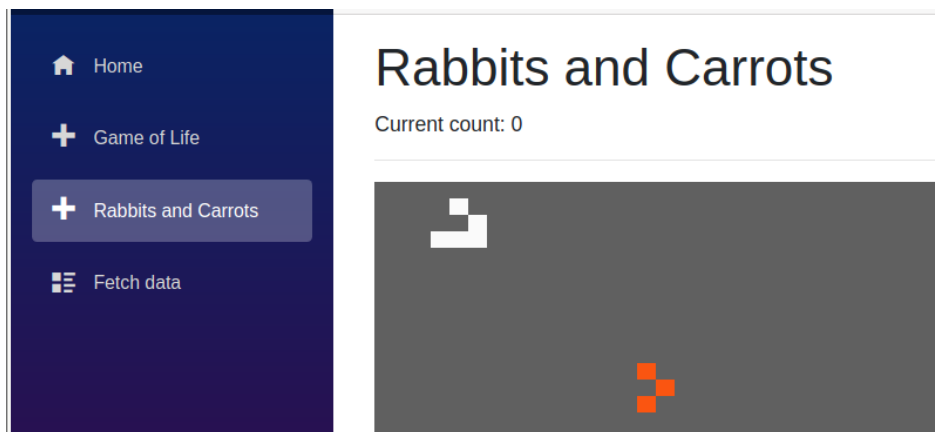 Home
Game of Life
Rabbits and Carrots
Fetch data
Rabbits and Carrots
Current count: 0